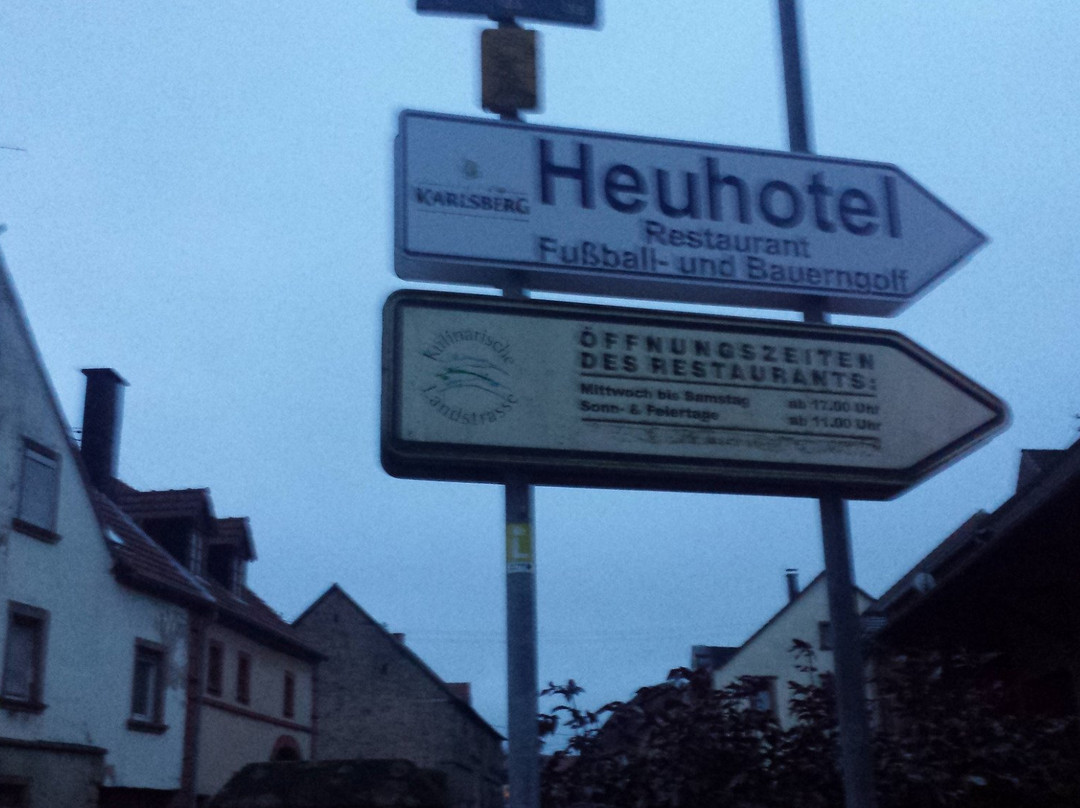 KARLSBERG
Heuhotel
Restaurant
Fußball- und Bauerngolf
Kulinarische
Landstrasse
ÖFFNUNGSZEITEN
DES RESTAURANTS:
Mittwoch bis Samstag ab 17.00 Uhr
Sonn- & Feiertage ab 11.00 Uhr
L